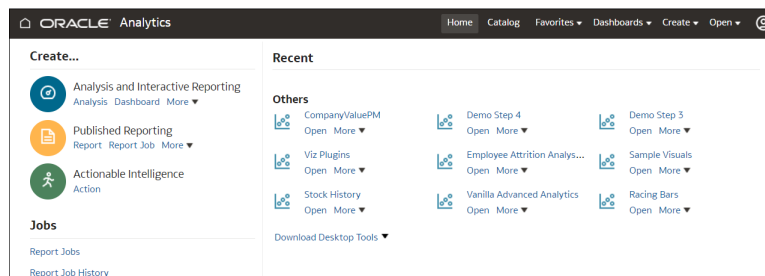 ORACLE Analytics
Home Catalog Favorites Dashboards Create Open
Create...
Analysis and Interactive Reporting
Analysis Dashboard More
Published Reporting
Report Report Job More
Actionable Intelligence
Action
Jobs
Report Jobs
Report Job History
Recent
Others
CompanyValuePM
Open More
Demo Step 4
Open More
Demo Step 3
Open More
Viz Plugins
Open More
Employee Attrition Analys...
Open More
Sample Visuals
Open More
Stock History
Open More
Vanilla Advanced Analytics
Open More
Racing Bars
Open More
Download Desktop Tools